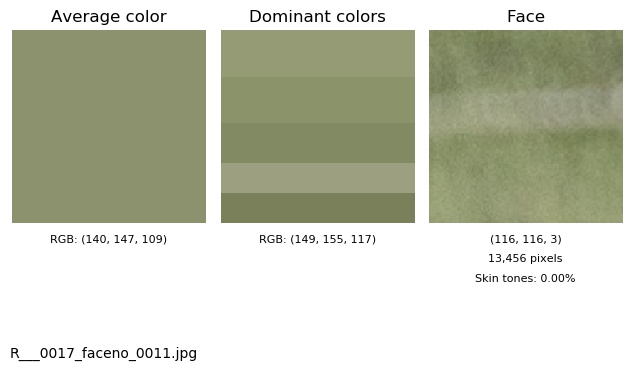 Average color
Dominant colors
Face
RGB: (140, 147, 109)
RGB: (149, 155, 117)
(116, 116, 3)
13,456 pixels
Skin tones: 0.00%
R___0017_faceno_0011.jpg